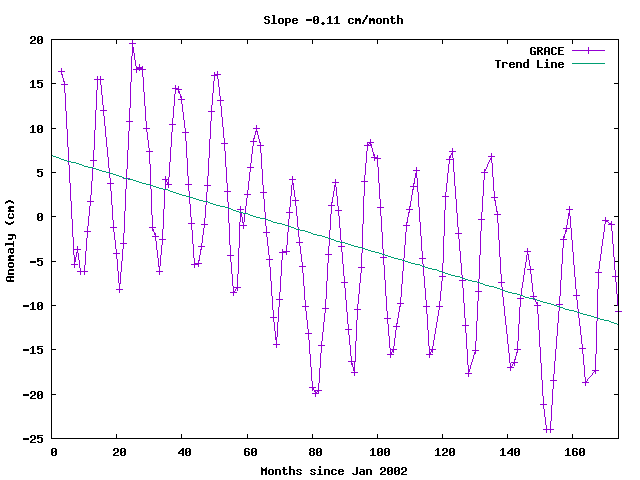 Slope -0.11 cm/month
GRACE
Trend Line
20
15
10
5
0
-5
-10
-15
-20
-25
Anomaly (cm)
0 20 40 60 80 100 120 140 160
Months since Jan 2002